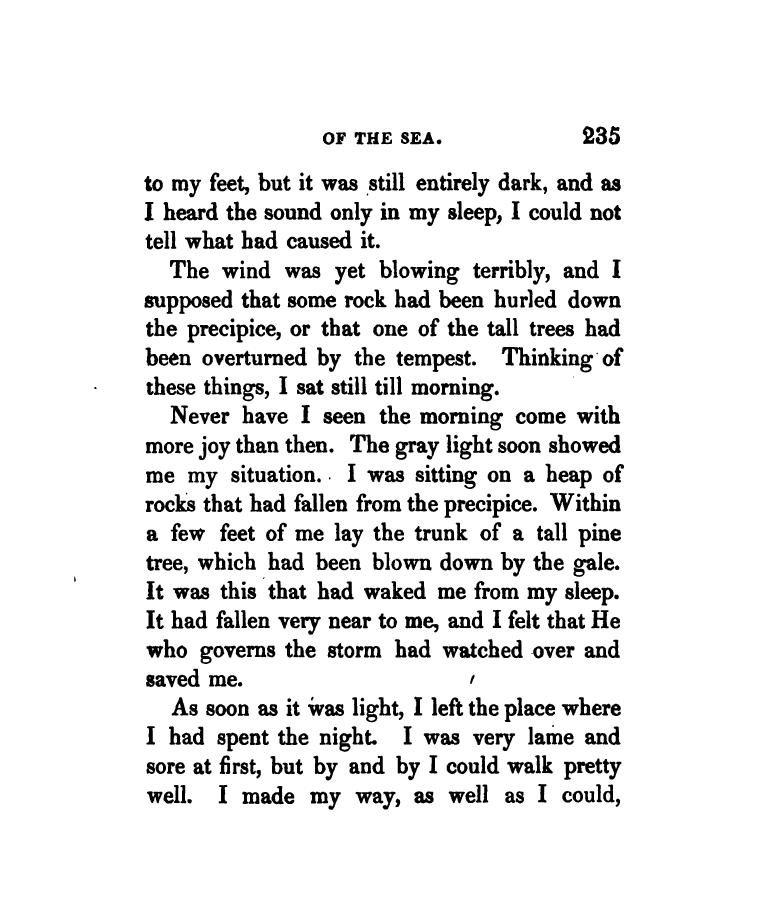 OF THE SEA. 235
to my feet, but it was still entirely dark, and as
I heard the sound only in my sleep, I could not
tell what had caused it.
The wind was yet blowing terribly, and I
supposed that some rock had been hurled down
the precipice, or that one of the tall trees had
been overturned by the tempest. Thinking of
these things, I sat still till morning.
Never have I seen the morning come with
more joy than then. The gray light soon showed
me my situation. I was sitting on a heap of
rocks that had fallen from the precipice. Within
a few feet of me lay the trunk of a tall pine
tree, which had been blown down by the gale.
It was this that had waked me from my sleep.
It had fallen very near to me, and I felt that He
who governs the storm had watched over and
saved me.
As soon as it was light, I left the place where
I had spent the night. I was very lame and
sore at first, but by and by I could walk pretty
well. I made my way, as well as I could,